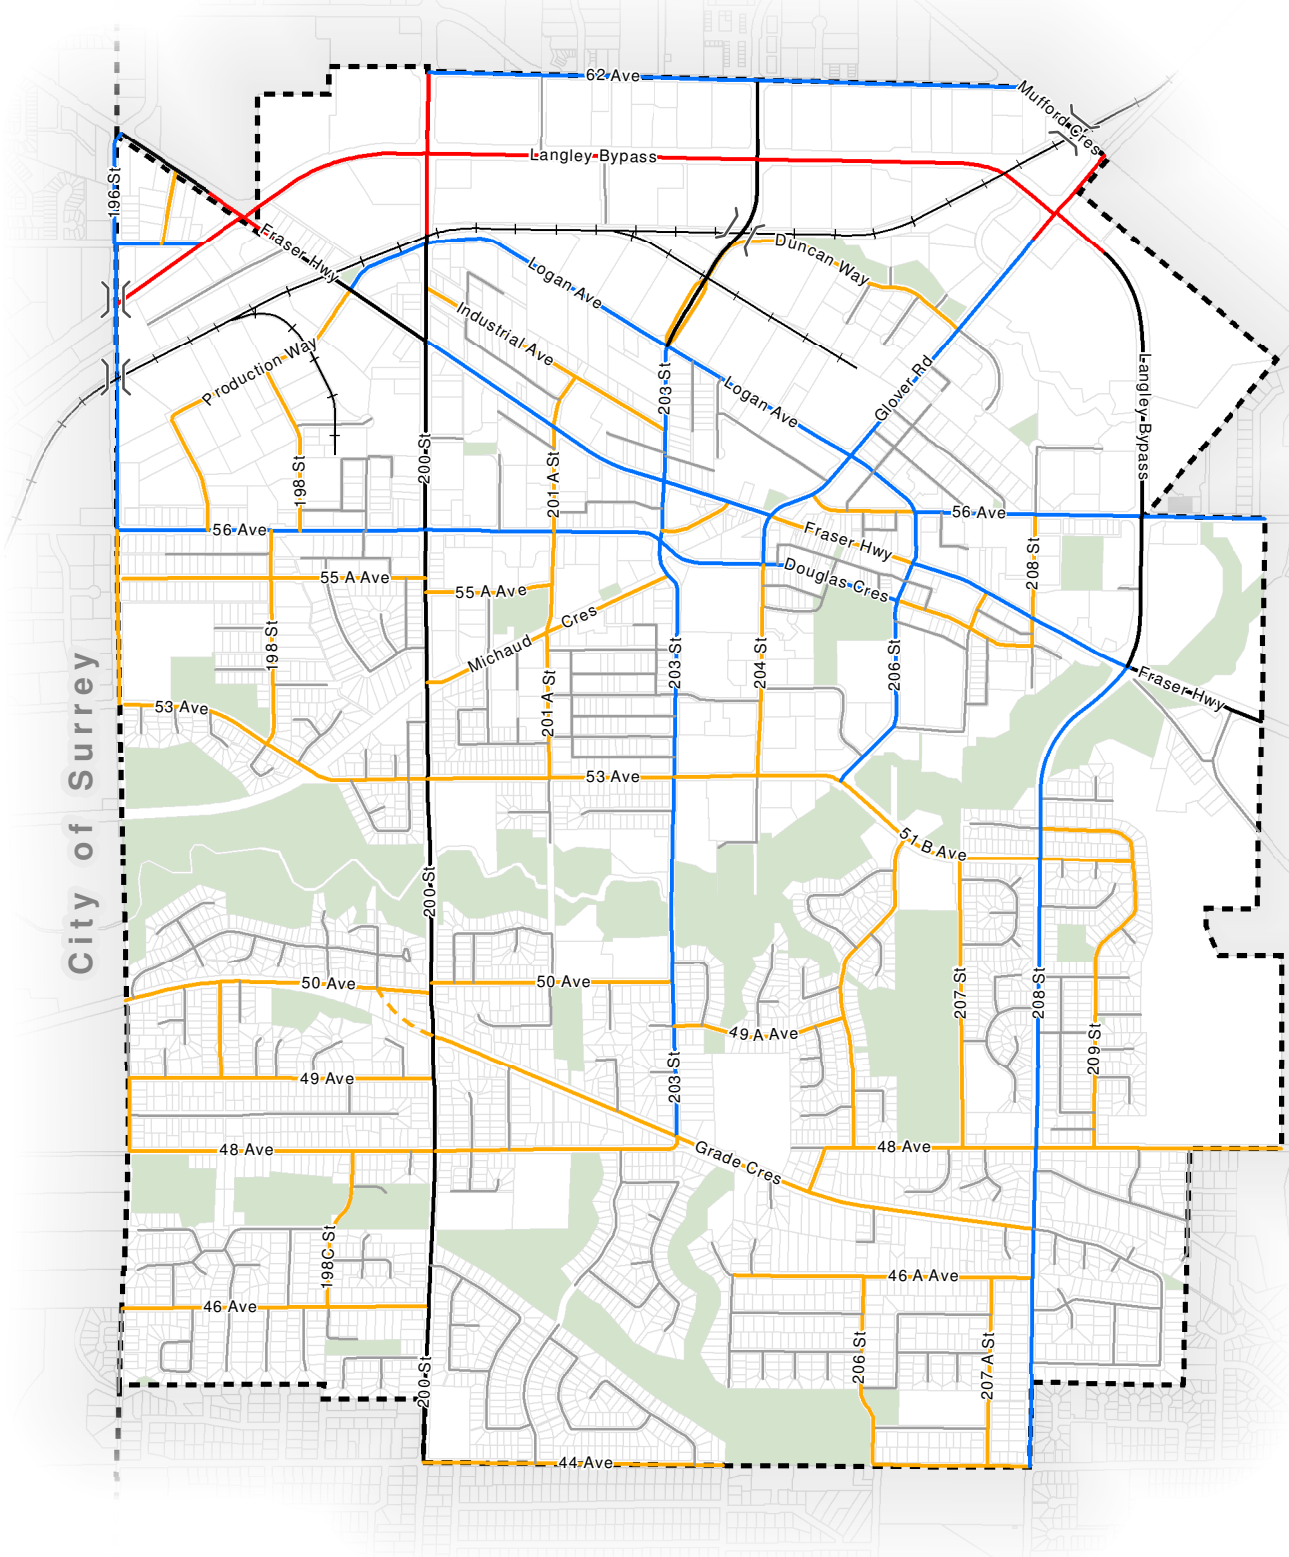 62 Ave
Mufford Cres
Langley Bypass
196 St
Fraser Hwy
Duncan Way
Logan Ave
Industrial Ave
Production Way
203 St
Logan Ave
Glover Rd
Langley Bypass
200 St
201 A St
198 St
56 Ave
56 Ave
Fraser Hwy
208 St
55 A Ave
55 A Ave
Douglas Cres
Michaud Cres
198 St
203 St
204 St
206 St
Fraser Hwy
201 A St
53 Ave
53 Ave
City of Surrey
51 B Ave
200 St
50 Ave
50 Ave
207 St
208 St
49 A Ave
209 St
49 Ave
203 St
48 Ave
48 Ave
Grade Cres
198C St
46 A Ave
46 Ave
206 St
207 A St
200 St
44 Ave